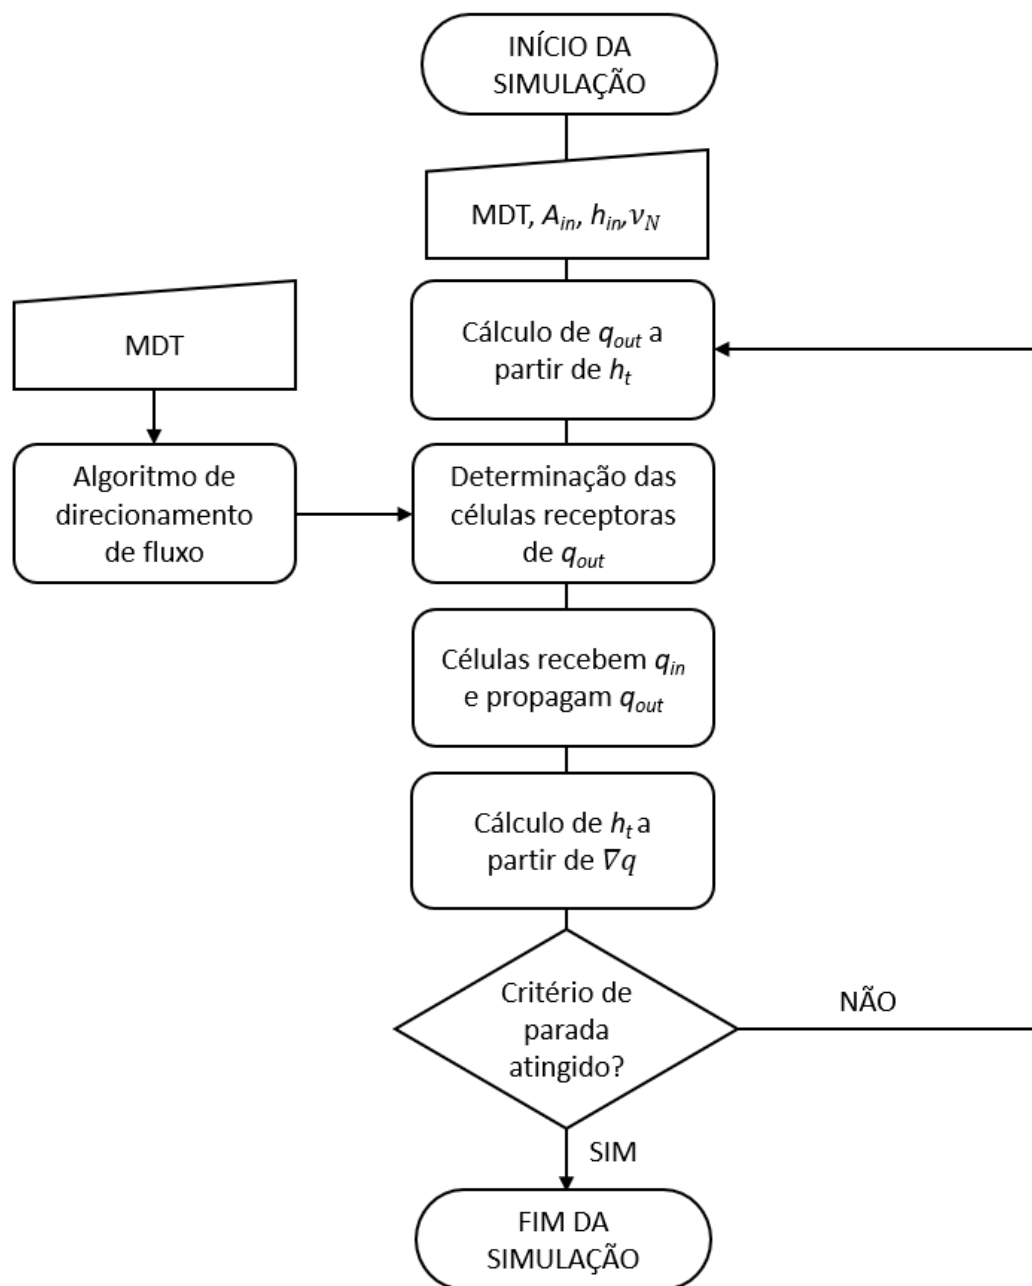 INÍCIO DA
SIMULAÇÃO
MDT, A_in, h_in, ν_N
Cálculo de q_out a
partir de h_t
MDT
Algoritmo de
direcionamento
de fluxo
Determinação das
células receptoras
de q_out
Células recebem q_in
e propagam q_out
Cálculo de h_t a
partir de ∇q
Critério de
parada
atingido?
NÃO
SIM
FIM DA
SIMULAÇÃO